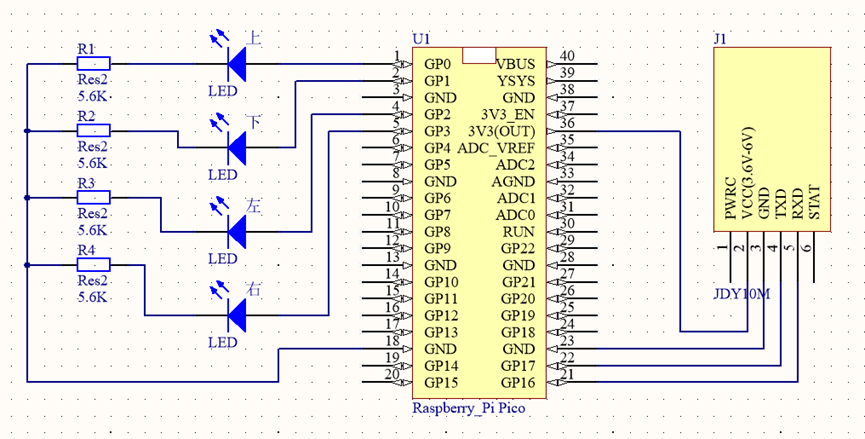 R1
Res2
5.6K
上
LED
R2
Res2
5.6K
下
LED
R3
Res2
5.6K
左
LED
R4
Res2
5.6K
右
LED
U1
1 GP0 VBUS 40
2 GP1 YSYS 39
3 GND GND 38
4 GP2 3V3_EN 37
5 GP3 3V3(OUT) 36
6 GP4 ADC_VREF 35
7 GP5 ADC2 34
8 GND AGND 33
9 GP6 ADC1 32
10 GP7 ADC0 31
11 GP8 RUN 30
12 GP9 GP22 29
13 GND GND 28
14 GP10 GP21 27
15 GP11 GP20 26
16 GP12 GP19 25
17 GP13 GP18 24
18 GND GND 23
19 GP14 GP17 22
20 GP15 GP16 21
Raspberry_Pi Pico
J1
PWRC 1
VCC(3.6V-6V) 2
GND 3
TXD 4
RXD 5
STAT 6
JDY10M